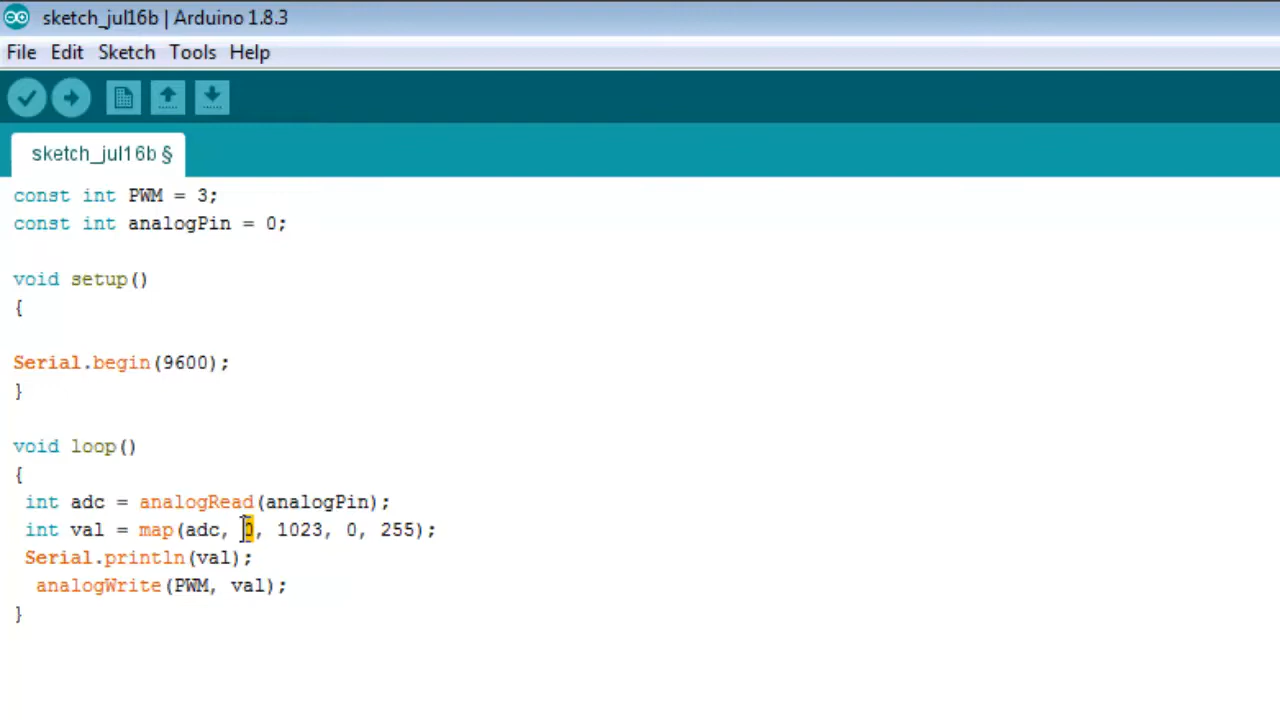 sketch_jul16b | Arduino 1.8.3
File Edit Sketch Tools Help
sketch_jul16b §
const int PWM = 3;
const int analogPin = 0;
void setup()
{
Serial.begin(9600);
}
void loop()
{
int adc = analogRead(analogPin);
int val = map(adc, 0, 1023, 0, 255);
Serial.println(val);
analogWrite(PWM, val);
}